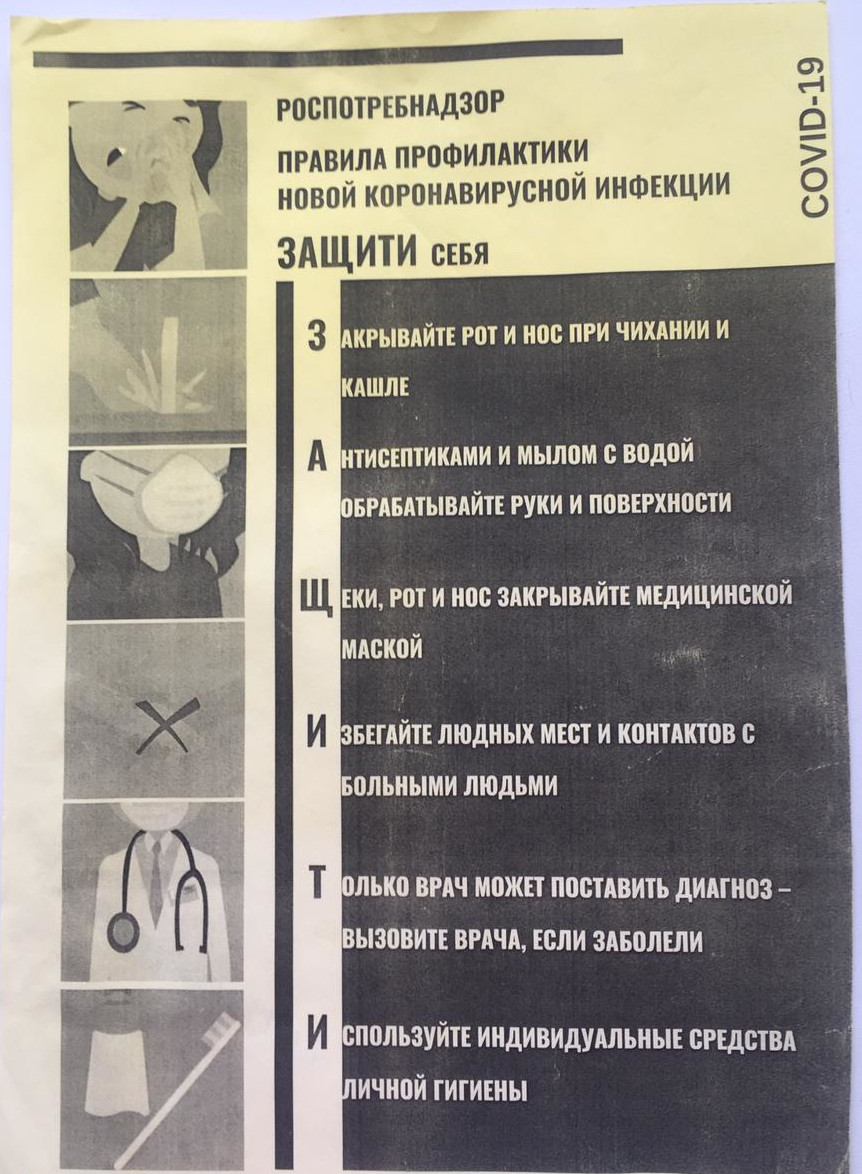 РОСПОТРЕБНАДЗОР
ПРАВИЛА ПРОФИЛАКТИКИ
НОВОЙ КОРОНАВИРУСНОЙ ИНФЕКЦИИ
COVID-19
ЗАЩИТИ СЕБЯ
ЗАКРЫВАЙТЕ РОТ И НОС ПРИ ЧИХАНИИ И
КАШЛЕ
АНТИСЕПТИКАМИ И МЫЛОМ С ВОДОЙ
ОБРАБАТЫВАЙТЕ РУКИ И ПОВЕРХНОСТИ
ЩЕКИ, РОТ И НОС ЗАКРЫВАЙТЕ МЕДИЦИНСКОЙ
МАСКОЙ
ИЗБЕГАЙТЕ ЛЮДНЫХ МЕСТ И КОНТАКТОВ С
БОЛЬНЫМИ ЛЮДЬМИ
ТОЛЬКО ВРАЧ МОЖЕТ ПОСТАВИТЬ ДИАГНОЗ –
ВЫЗОВИТЕ ВРАЧА, ЕСЛИ ЗАБОЛЕЛИ
ИСПОЛЬЗУЙТЕ ИНДИВИДУАЛЬНЫЕ СРЕДСТВА
ЛИЧНОЙ ГИГИЕНЫ